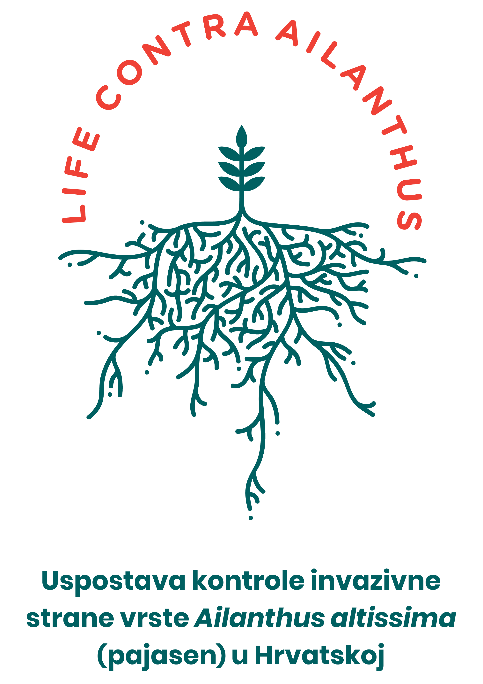 LIFE CONTRA AILANTHUS
Uspostava kontrole invazivne
strane vrste Ailanthus altissima
(pajasen) u Hrvatskoj